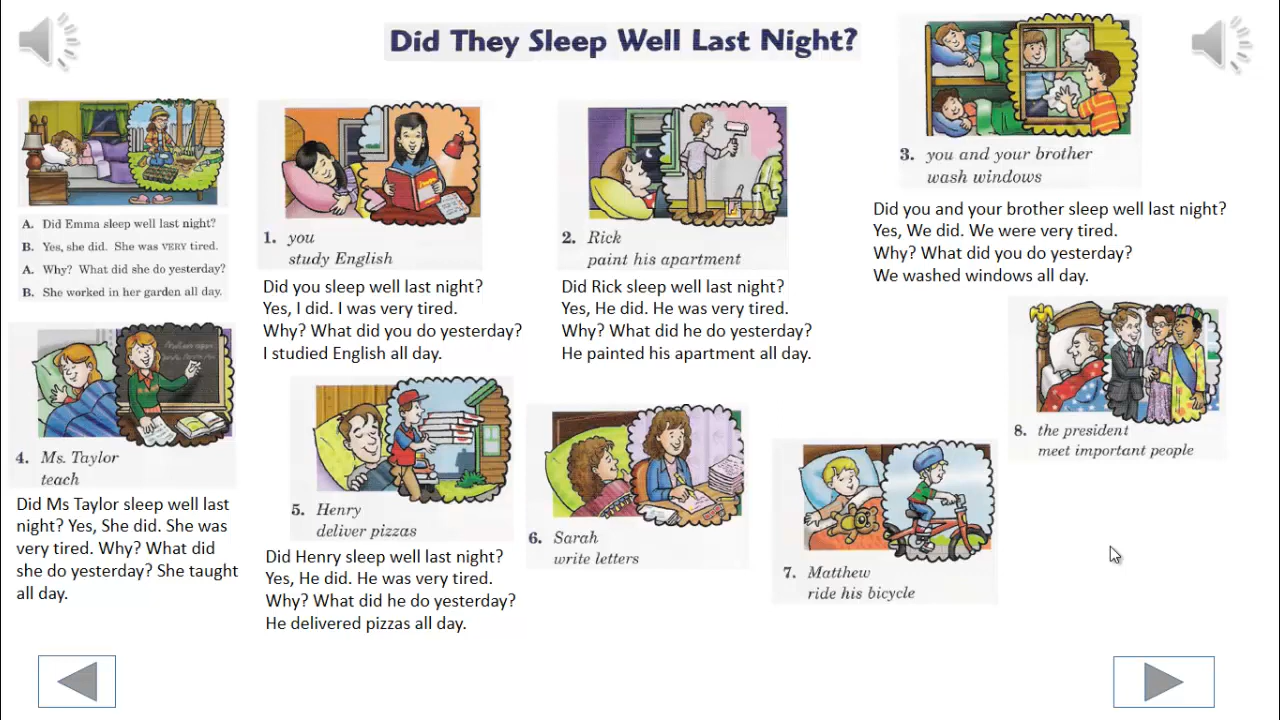 Did They Sleep Well Last Night?
A. Did Emma sleep well last night?
B. Yes, she did. She was VERY tired.
A. Why? What did she do yesterday?
B. She worked in her garden all day.
1. you
study English
Did you sleep well last night?
Yes, I did. I was very tired.
Why? What did you do yesterday?
I studied English all day.
2. Rick
paint his apartment
Did Rick sleep well last night?
Yes, He did. He was very tired.
Why? What did he do yesterday?
He painted his apartment all day.
3. you and your brother
wash windows
Did you and your brother sleep well last night?
Yes, We did. We were very tired.
Why? What did you do yesterday?
We washed windows all day.
4. Ms. Taylor
teach
Did Ms Taylor sleep well last
night? Yes, She did. She was
very tired. Why? What did
she do yesterday? She taught
all day.
5. Henry
deliver pizzas
Did Henry sleep well last night?
Yes, He did. He was very tired.
Why? What did he do yesterday?
He delivered pizzas all day.
6. Sarah
write letters
7. Matthew
ride his bicycle
8. the president
meet important people